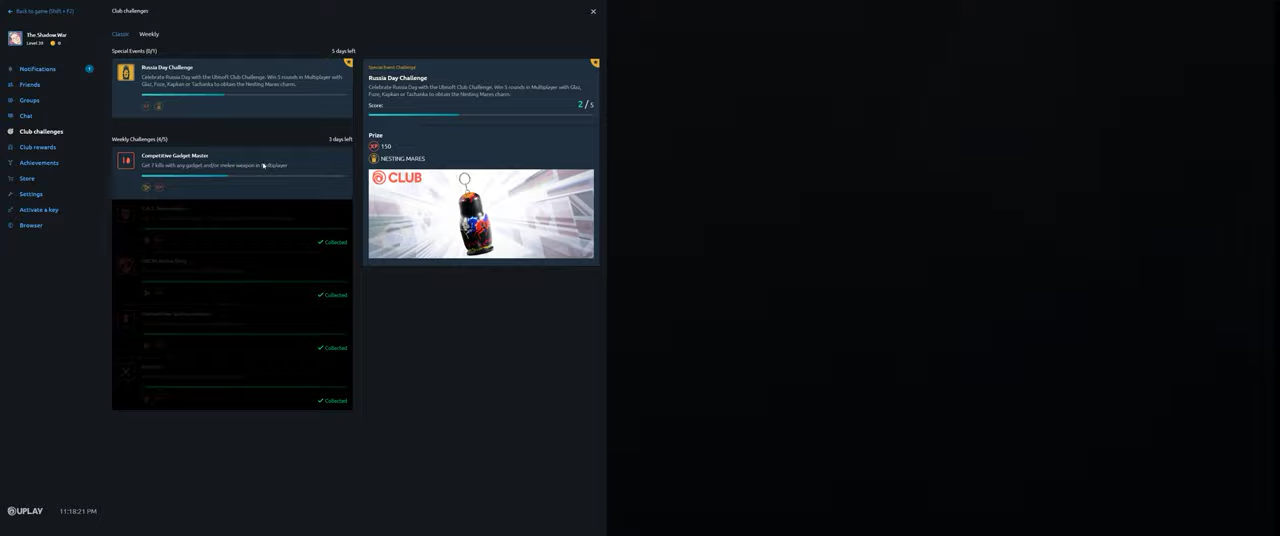 Back to game (Shift + F2)
Club challenges
The.Shadow.War
Level 39 0
Classic Weekly
Special Events (0/1) 5 days left
Notifications
Friends
Groups
Chat
Club challenges
Club rewards
Achievements
Store
Settings
Activate a key
Browser
Russia Day Challenge
Celebrate Russia Day with the Ubisoft Club Challenge. Win 5 rounds in Multiplayer with
Glaz, Fuze, Kapkan or Tachanka to obtain the Nesting Mares charm.
Weekly Challenges (4/5) 3 days left
Competitive Gadget Master
Get 7 kills with any gadget and/or melee weapon in Multiplayer
Collected
Collected
Collected
Collected
Special Event Challenge
Russia Day Challenge
Celebrate Russia Day with the Ubisoft Club Challenge. Win 5 rounds in Multiplayer with Glaz,
Fuze, Kapkan or Tachanka to obtain the Nesting Mares charm.
Score: 2 / 5
Prize
XP 150
NESTING MARES
CLUB
UPLAY 11:18:21 PM